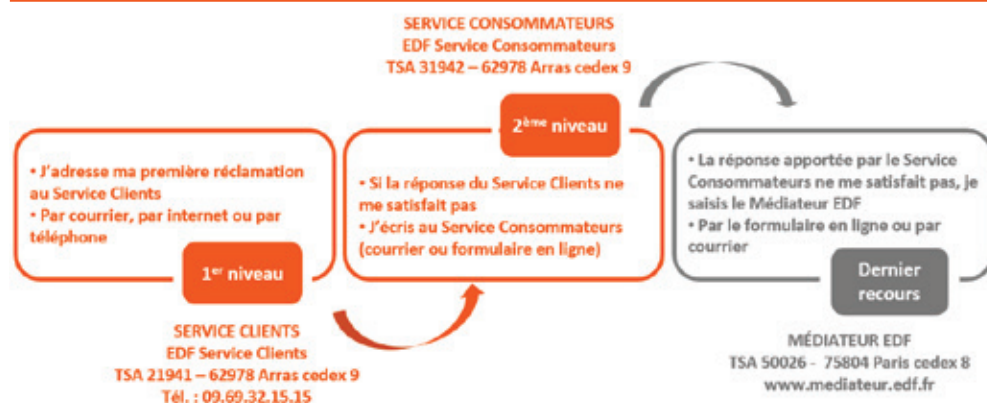 SERVICE CONSOMMATEURS
EDF Service Consommateurs
TSA 31942 – 62978 Arras cedex 9
• J'adresse ma première réclamation
au Service Clients
• Par courrier, par internet ou par
téléphone
1er niveau
SERVICE CLIENTS
EDF Service Clients
TSA 21941 – 62978 Arras cedex 9
Tél. : 09.69.32.15.15
2ème niveau
• Si la réponse du Service Clients ne
me satisfait pas
• J'écris au Service Consommateurs
(courrier ou formulaire en ligne)
• La réponse apportée par le Service
Consommateurs ne me satisfait pas, je
saisis le Médiateur EDF
• Par le formulaire en ligne ou par
courrier
Dernier
recours
MÉDIATEUR EDF
TSA 50026 - 75804 Paris cedex 8
www.mediateur.edf.fr